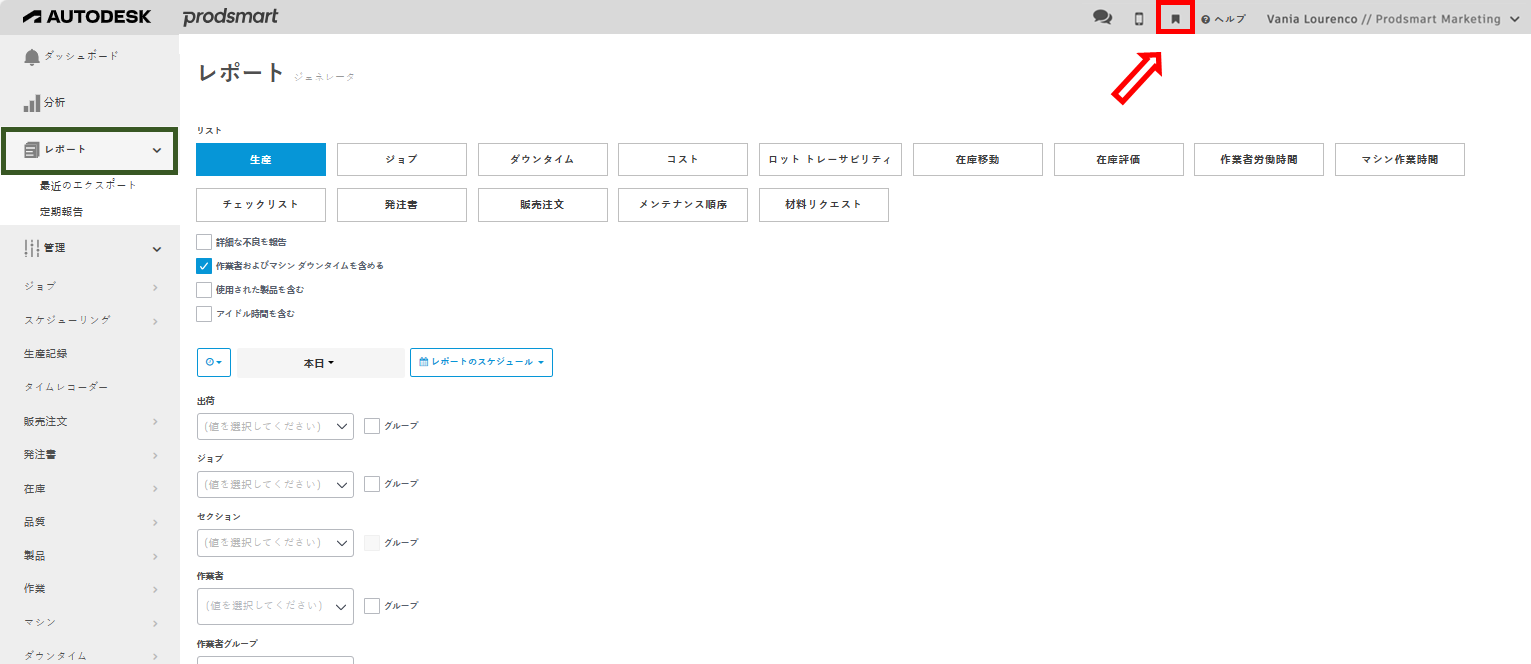 AUTODESK prodsmart
ヘルプ Vania Lourenco // Prodsmart Marketing
ダッシュボード
分析
レポート
最近のエクスポート
定期報告
管理
ジョブ
スケジューリング
生産記録
タイムレコーダー
販売注文
発注書
在庫
品質
製品
作業
マシン
ダウンタイム
レポート ジェネレータ
リスト
生産 ジョブ ダウンタイム コスト ロット トレーサビリティ 在庫移動 在庫評価 作業者労働時間 マシン作業時間
チェックリスト 発注書 販売注文 メンテナンス順序 材料リクエスト
詳細な不良を報告
作業者およびマシン ダウンタイムを含める
使用された製品を含む
アイドル時間を含む
本日 レポートのスケジュール
出荷
(値を選択してください) グループ
ジョブ
(値を選択してください) グループ
セクション
(値を選択してください) グループ
作業者
(値を選択してください) グループ
作業者グループ